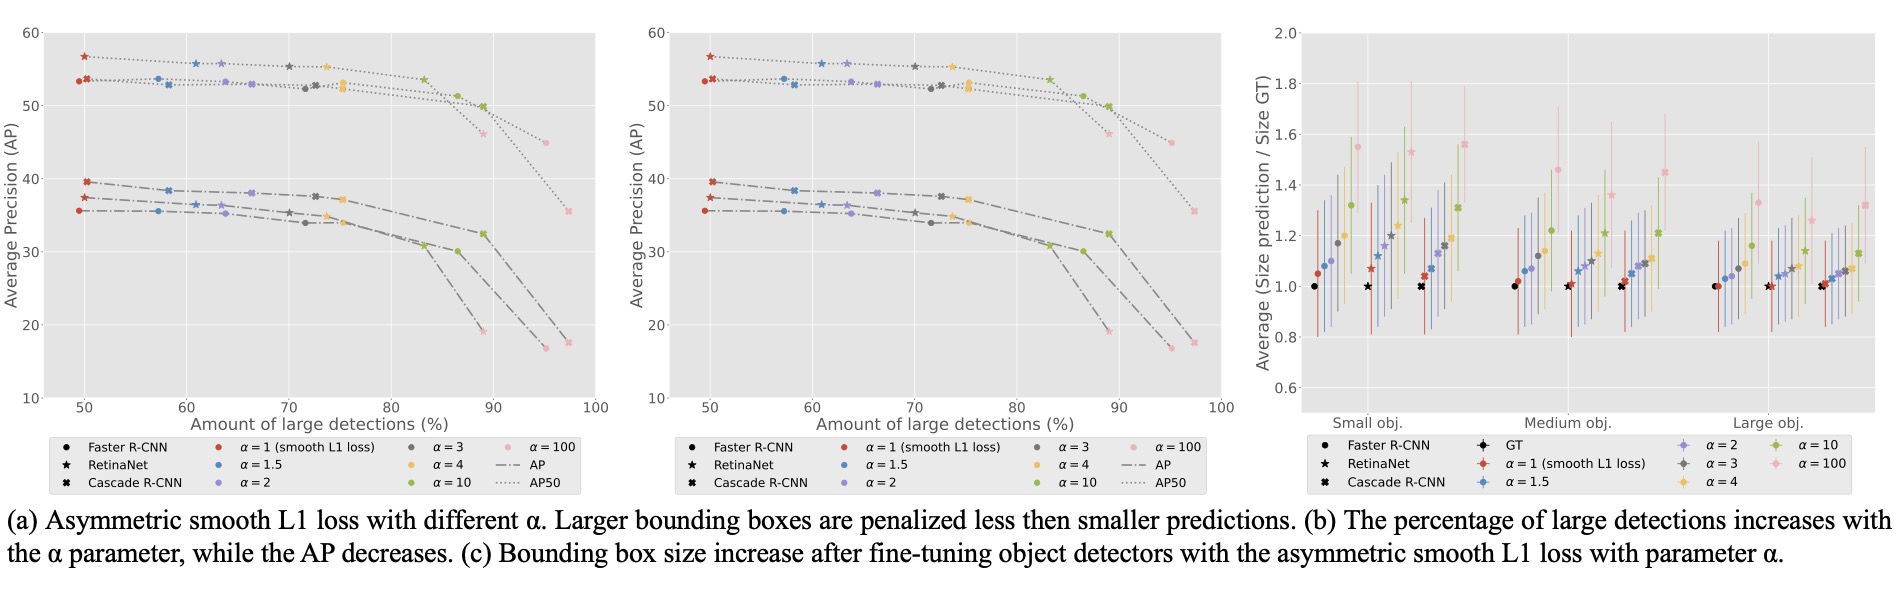 60
50
40
30
20
10
Average Precision (AP)
50 60 70 80 90 100
Amount of large detections (%)
Faster R-CNN α = 1 (smooth L1 loss) α = 3 α = 100
RetinaNet α = 1.5 α = 4 AP
Cascade R-CNN α = 2 α = 10 AP50
60
50
40
30
20
10
Average Precision (AP)
50 60 70 80 90 100
Amount of large detections (%)
Faster R-CNN α = 1 (smooth L1 loss) α = 3 α = 100
RetinaNet α = 1.5 α = 4 AP
Cascade R-CNN α = 2 α = 10 AP50
2.0
1.8
1.6
1.4
1.2
1.0
0.8
0.6
Average (Size prediction / Size GT)
Small obj. Medium obj. Large obj.
Faster R-CNN GT α = 2 α = 10
RetinaNet α = 1 (smooth L1 loss) α = 3 α = 100
Cascade R-CNN α = 1.5 α = 4
(a) Asymmetric smooth L1 loss with different α. Larger bounding boxes are penalized less then smaller predictions. (b) The percentage of large detections increases with
the α parameter, while the AP decreases. (c) Bounding box size increase after fine-tuning object detectors with the asymmetric smooth L1 loss with parameter α.